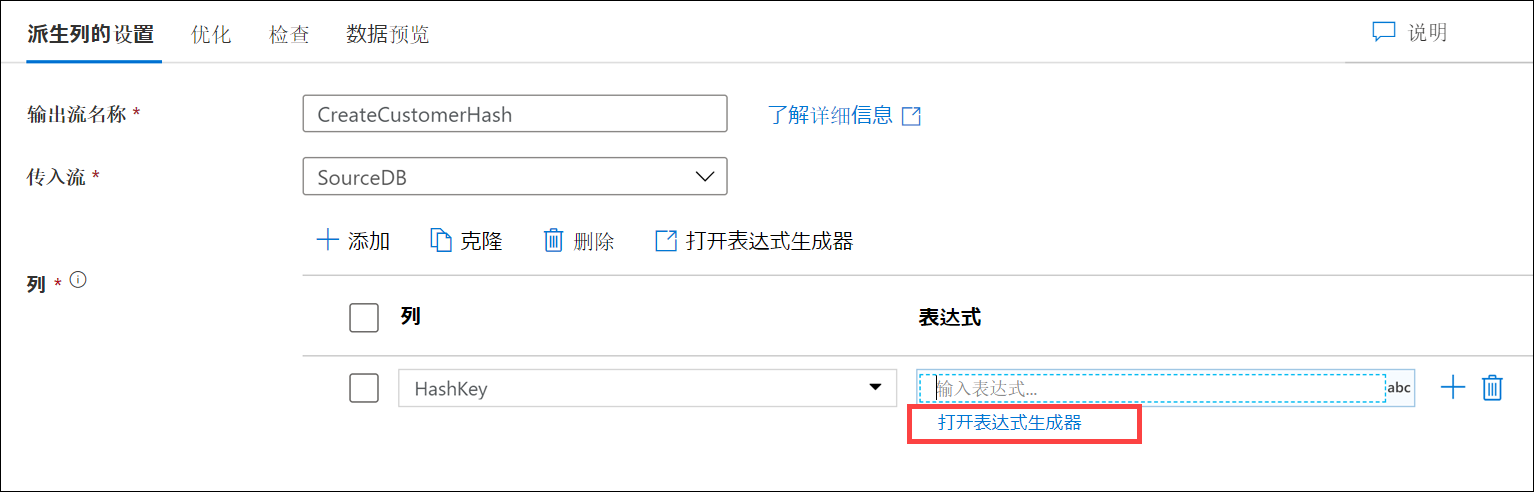 派生列的设置 优化 检查 数据预览 说明
输出流名称 * CreateCustomerHash 了解详细信息
传入流 * SourceDB
添加 克隆 删除 打开表达式生成器
列 *
列 表达式
HashKey 输入表达式... abc
打开表达式生成器